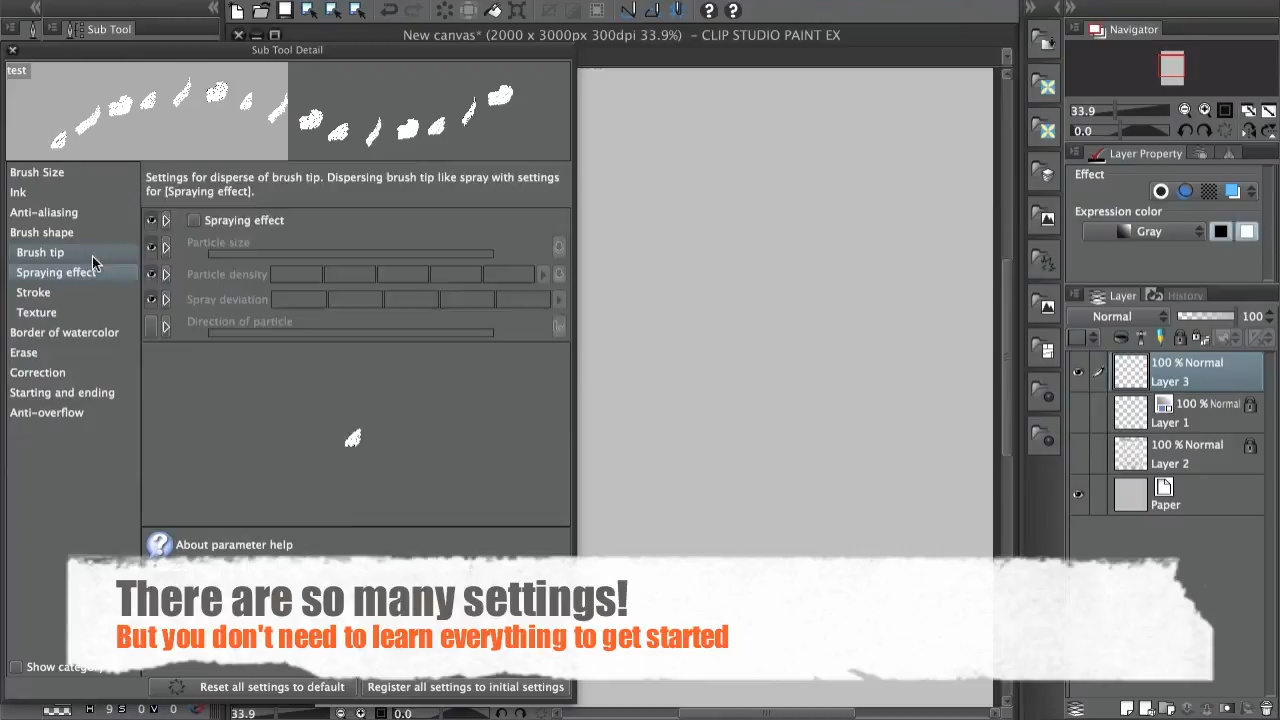 New canvas* (2000 x 3000px 300dpi 33.9%) - CLIP STUDIO PAINT EX
Sub Tool
Sub Tool Detail
test
Brush Size
Ink
Anti-aliasing
Brush shape
Brush tip
Spraying effect
Stroke
Texture
Border of watercolor
Erase
Correction
Starting and ending
Anti-overflow
Settings for disperse of brush tip. Dispersing brush tip like spray with settings
for [Spraying effect].
Spraying effect
Particle size
Particle density
Spray deviation
Direction of particle
About parameter help
There are so many settings!
But you don't need to learn everything to get started
Reset all settings to default
Register all settings to initial settings
H 9 S 0 V 0
33.9
0.0
Navigator
33.9
0.0
Layer Property
Effect
Expression color
Gray
Layer
History
Normal
100
100 % Normal
Layer 3
100 % Normal
Layer 1
100 % Normal
Layer 2
Paper